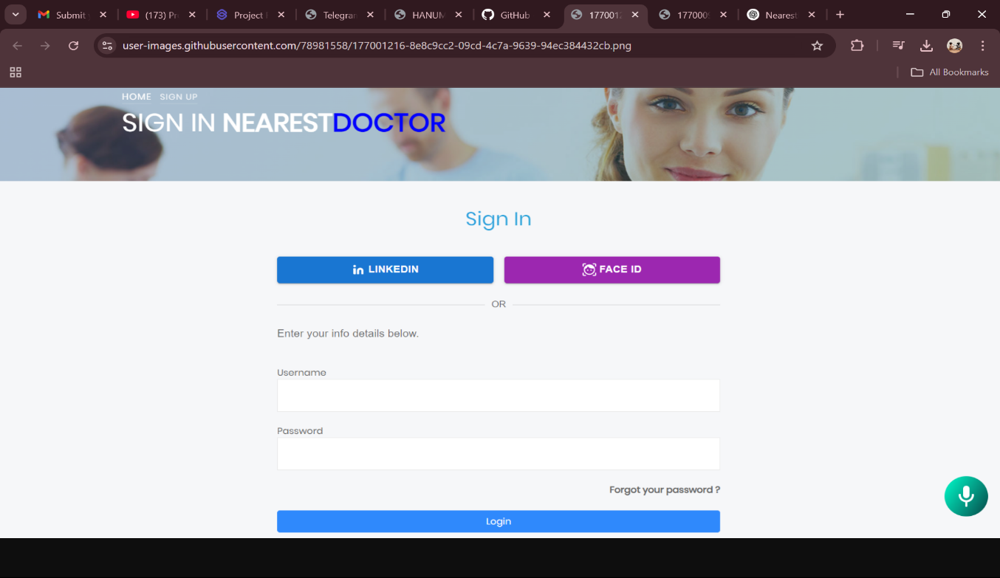 Submit
(173) Pr
Project
Telegran
HANUM
GitHub
177001
177000
Nearest
user-images.githubusercontent.com/78981558/177001216-8e8c9cc2-09cd-4c7a-9639-94ec384432cb.png
All Bookmarks
HOME SIGN UP
SIGN IN NEARESTDOCTOR
Sign In
in LINKEDIN
FACE ID
OR
Enter your info details below.
Username
Password
Forgot your password ?
Login